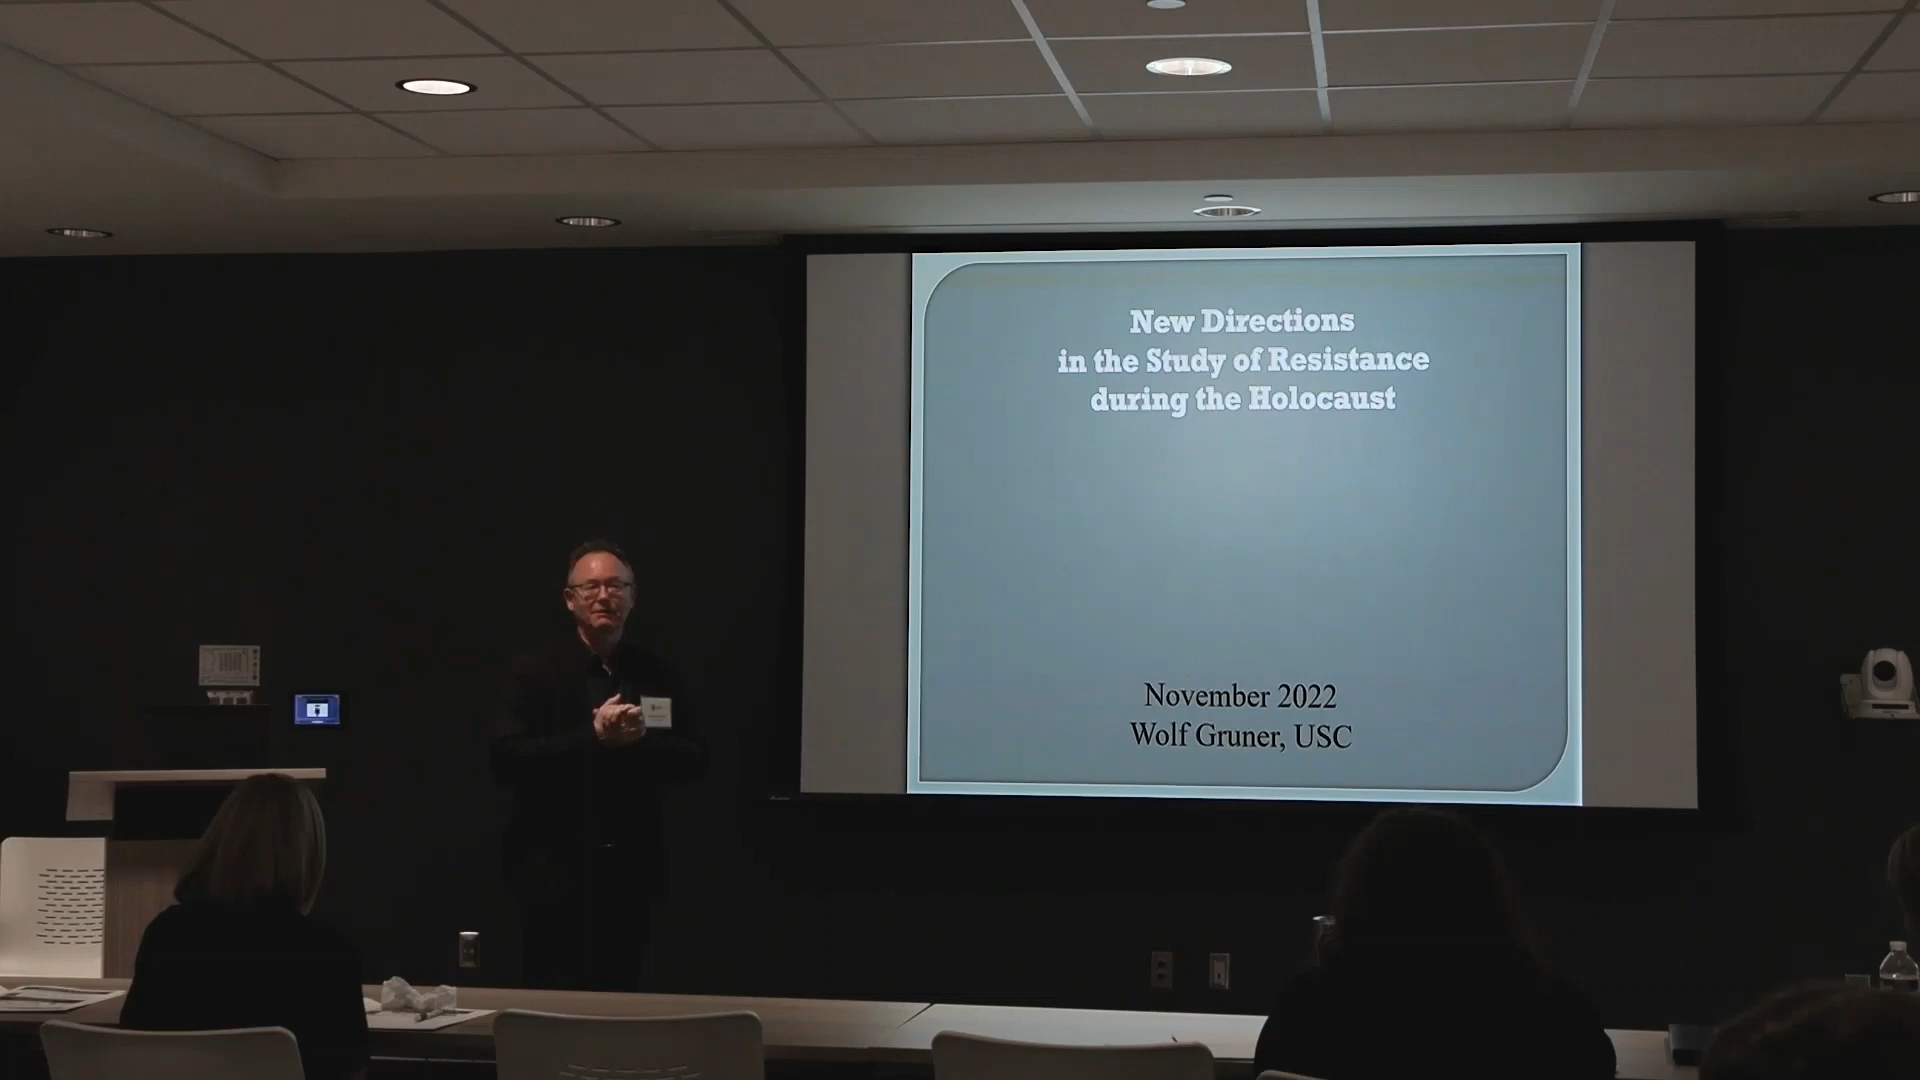 New Directions
in the Study of Resistance
during the Holocaust
November 2022
Wolf Gruner, USC